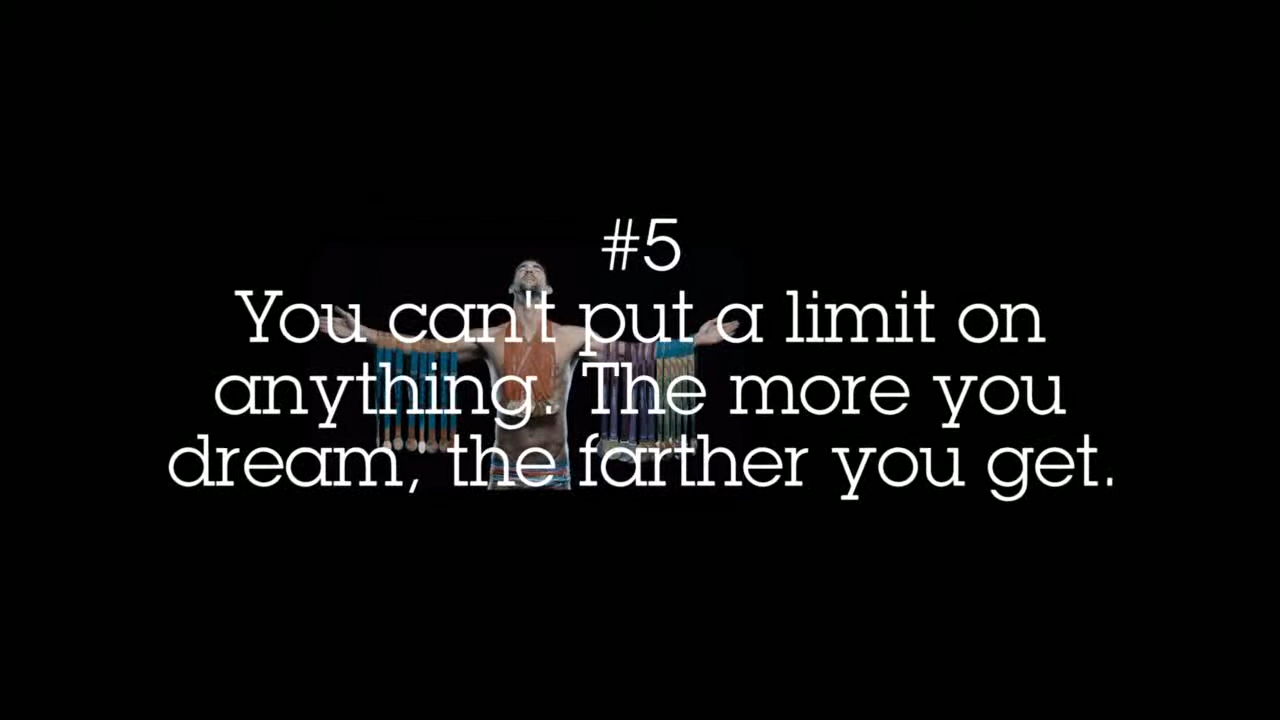 #5
You can't put a limit on
anything. The more you
dream, the farther you get.